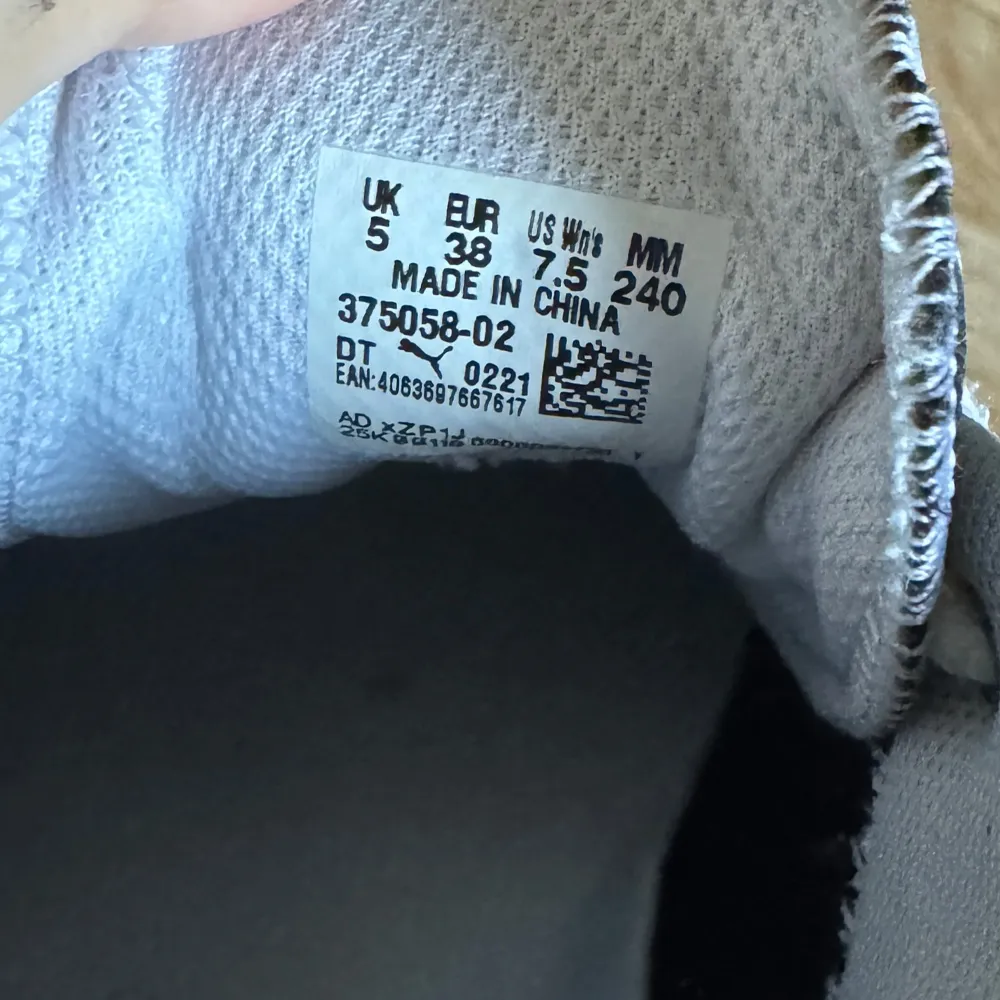 UK EUR US Wn's MM
5 38 7.5 240
MADE IN CHINA
375058-02
DT 0221
EAN:4063697667617
AD XZP1J